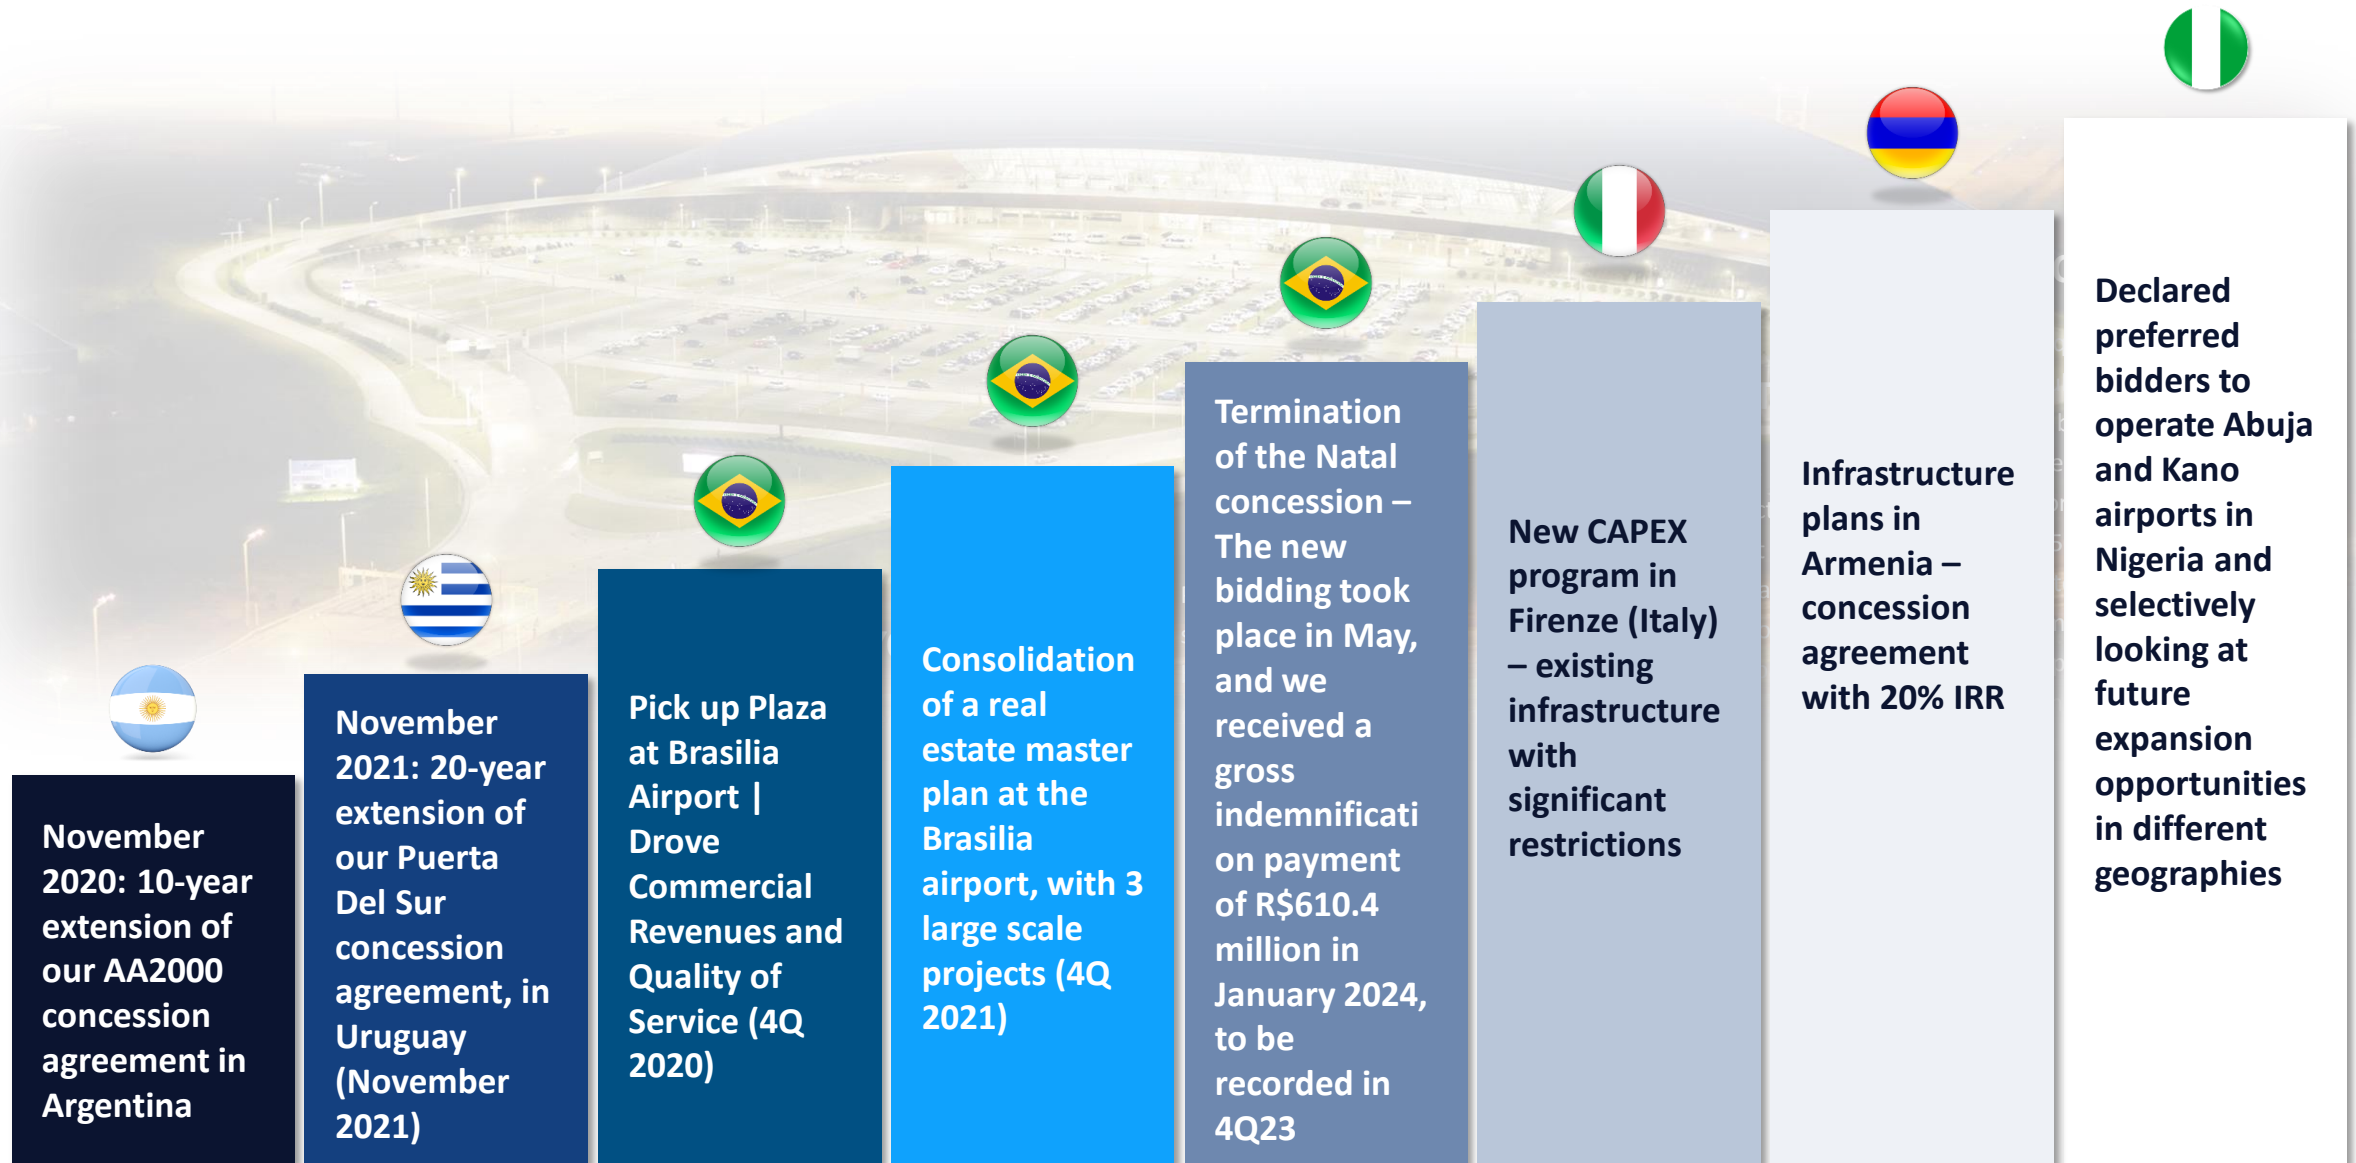 November
2020: 10-year
extension of
our AA2000
concession
agreement in
Argentina
November
2021: 20-year
extension of
our Puerta
Del Sur
concession
agreement, in
Uruguay
(November
2021)
Pick up Plaza
at Brasilia
Airport |
Drove
Commercial
Revenues and
Quality of
Service (4Q
2020)
Consolidation
of a real
estate master
plan at the
Brasilia
airport, with 3
large scale
projects (4Q
2021)
Termination
of the Natal
concession –
The new
bidding took
place in May,
and we
received a
gross
indemnificati
on payment
of R$610.4
million in
January 2024,
to be
recorded in
4Q23
New CAPEX
program in
Firenze (Italy)
– existing
infrastructure
with
significant
restrictions
Infrastructure
plans in
Armenia –
concession
agreement
with 20% IRR
Declared
preferred
bidders to
operate Abuja
and Kano
airports in
Nigeria and
selectively
looking at
future
expansion
opportunities
in different
geographies